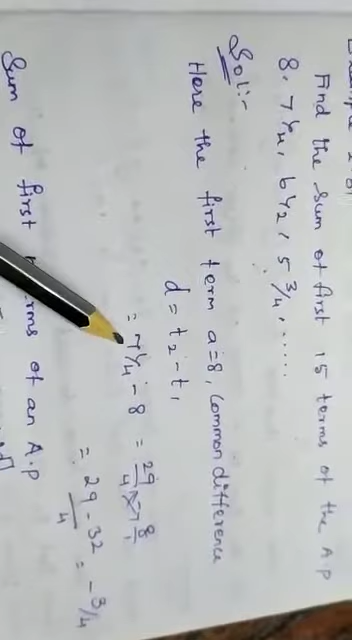 Find the sum of first 15 terms of the A.P
8, 7 1/4, 6 1/2, 5 3/4, ......
Sol:-
Here the first term a=8, common difference
d = t₂ - t₁
= 7 1/4 - 8 = 29/4 - 8/1
= 29 - 32/4 = -3/4
Sum of first terms of an A.P